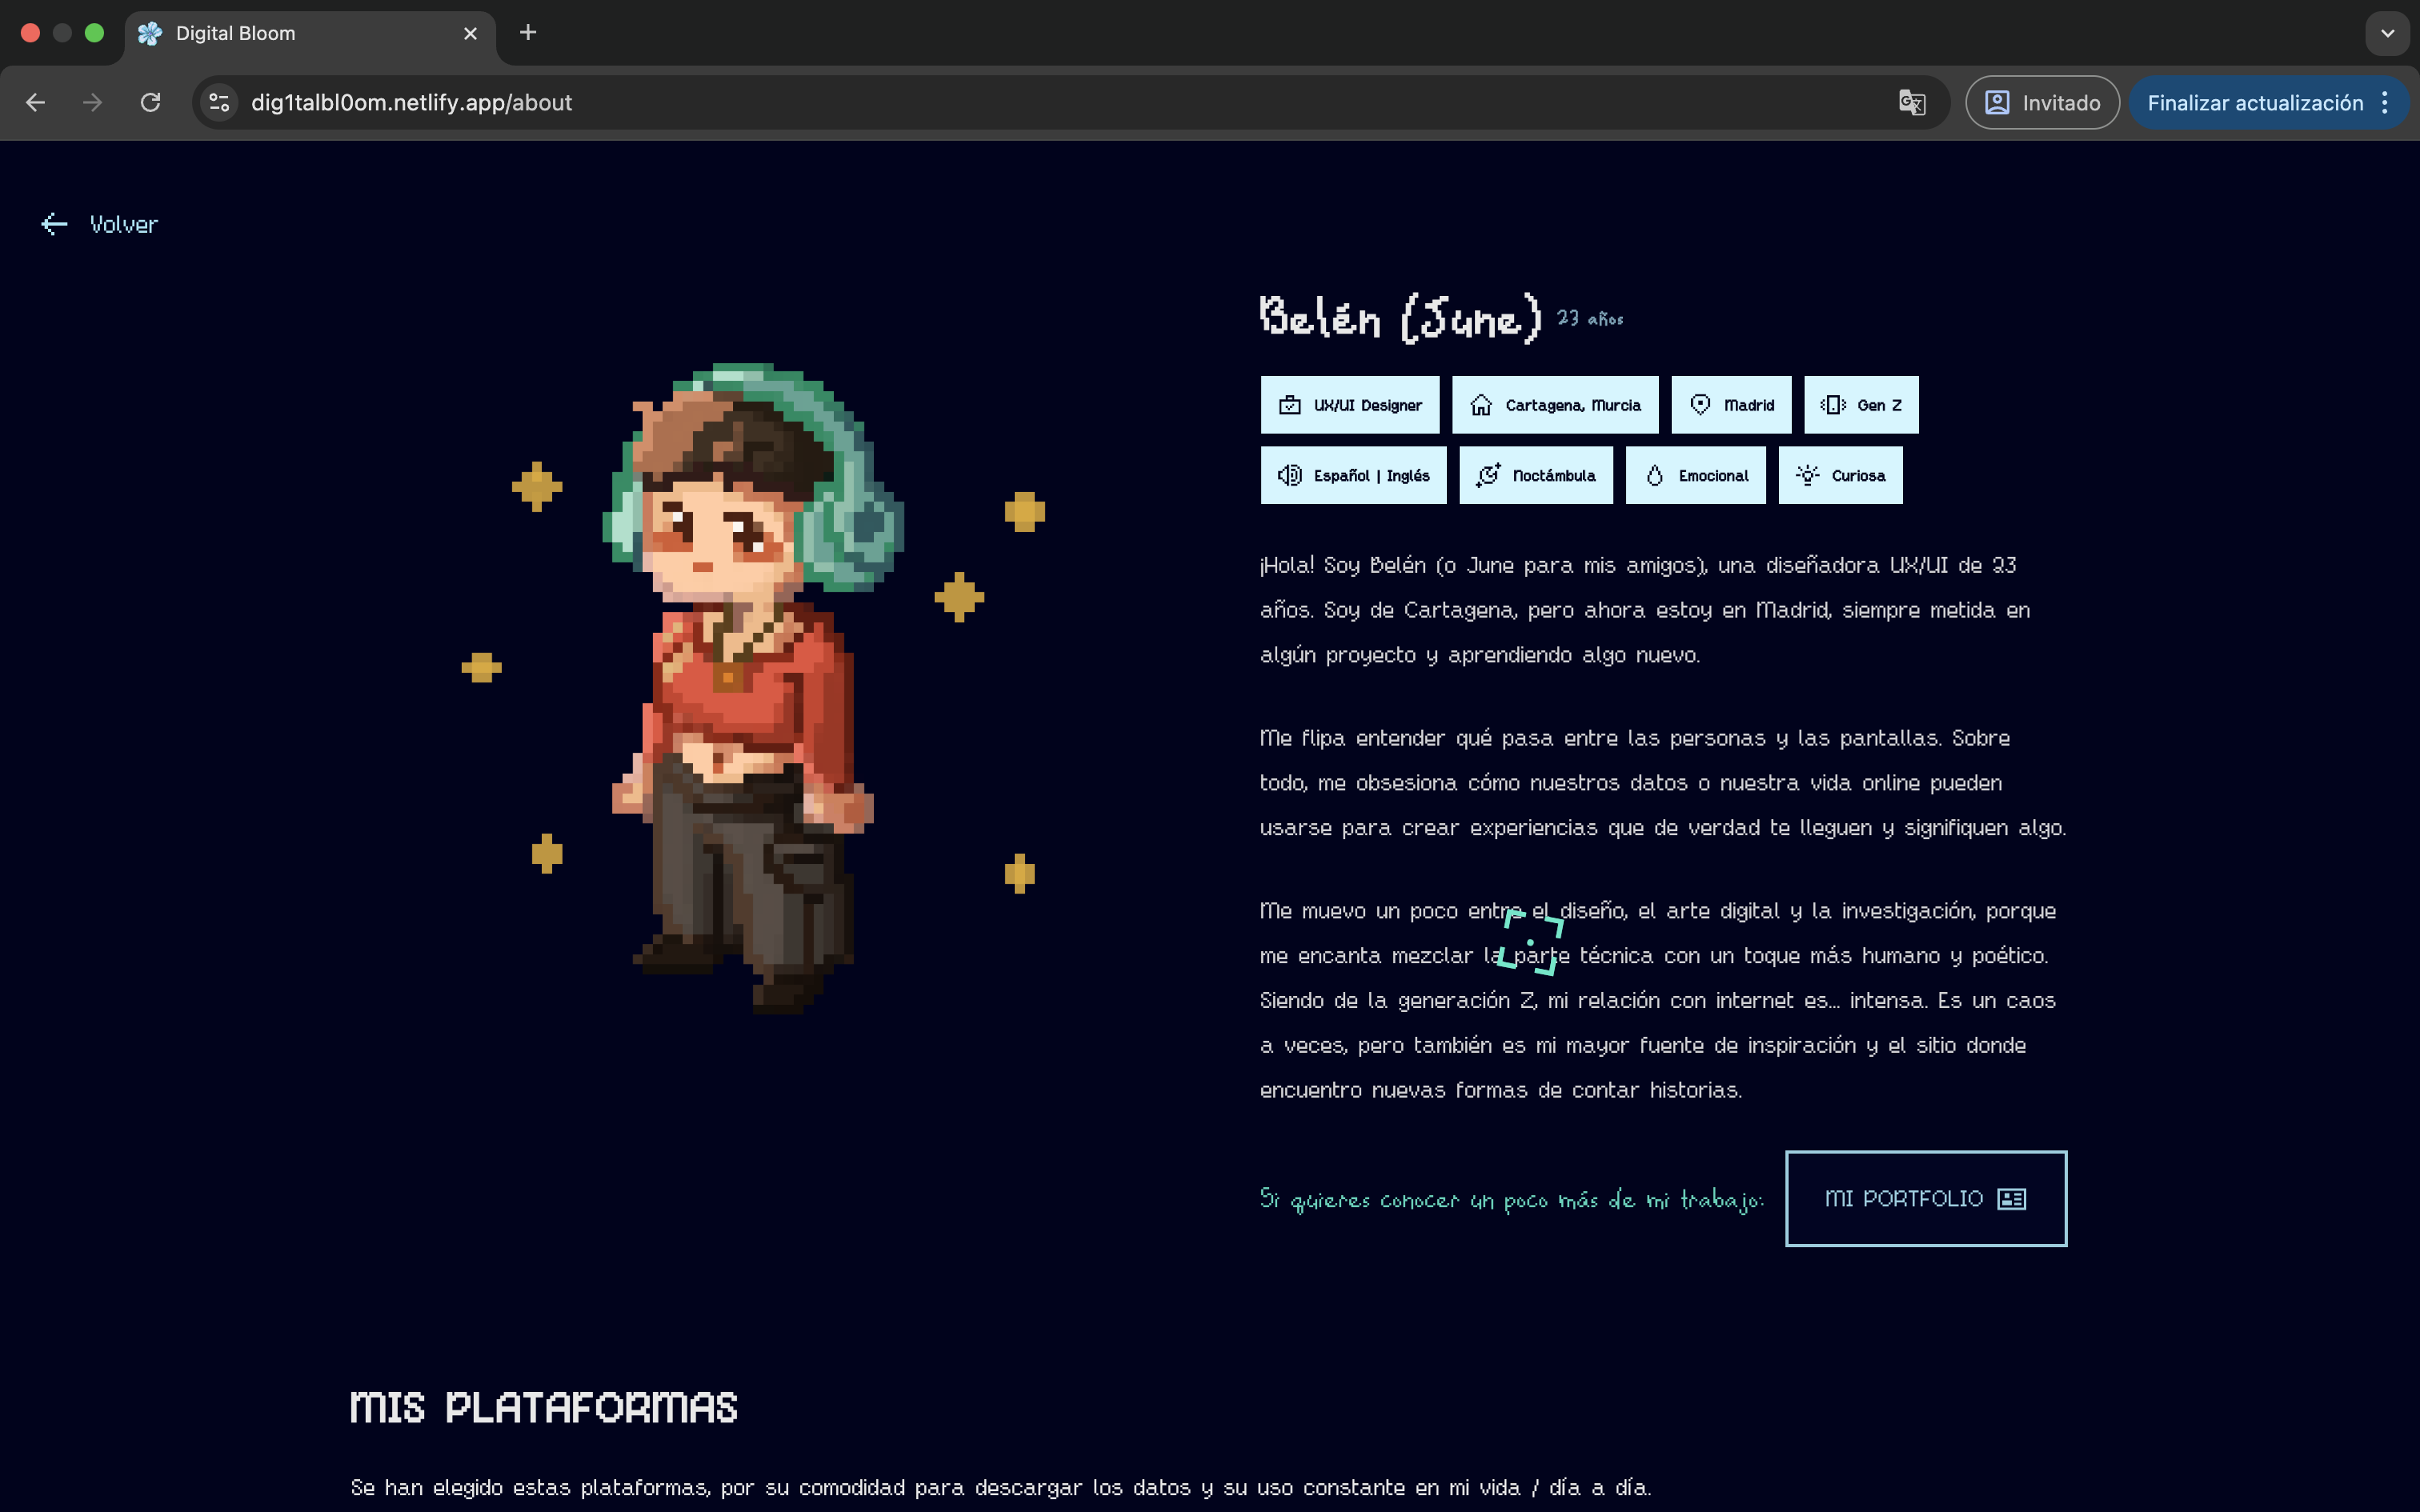 Digital Bloom
dig1talbl0om.netlify.app/about
Invitado
Finalizar actualización
Volver
Belén (June) 23 años
UX/UI Designer
Cartagena, Murcia
Madrid
Gen Z
Español | Inglés
Noctámbula
Emocional
Curiosa
¡Hola! Soy Belén (o June para mis amigos), una diseñadora UX/UI de 23
años. Soy de Cartagena, pero ahora estoy en Madrid, siempre metida en
algún proyecto y aprendiendo algo nuevo.
Me flipa entender qué pasa entre las personas y las pantallas. Sobre
todo, me obsesiona cómo nuestros datos o nuestra vida online pueden
usarse para crear experiencias que de verdad te lleguen y signifiquen algo.
Me muevo un poco entre el diseño, el arte digital y la investigación, porque
me encanta mezclar la parte técnica con un toque más humano y poético.
Siendo de la generación Z, mi relación con internet es... intensa. Es un caos
a veces, pero también es mi mayor fuente de inspiración y el sitio donde
encuentro nuevas formas de contar historias.
Si quieres conocer un poco más de mi trabajo:
MI PORTFOLIO
MIS PLATAFORMAS
Se han elegido estas plataformas, por su comodidad para descargar los datos y su uso constante en mi vida / día a día.